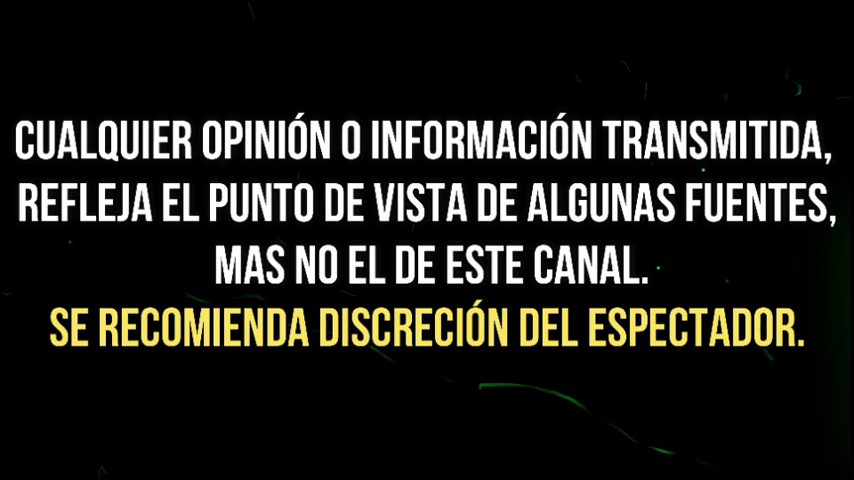 CUALQUIER OPINIÓN O INFORMACIÓN TRANSMITIDA,
REFLEJA EL PUNTO DE VISTA DE ALGUNAS FUENTES,
MAS NO EL DE ESTE CANAL.
SE RECOMIENDA DISCRECIÓN DEL ESPECTADOR.